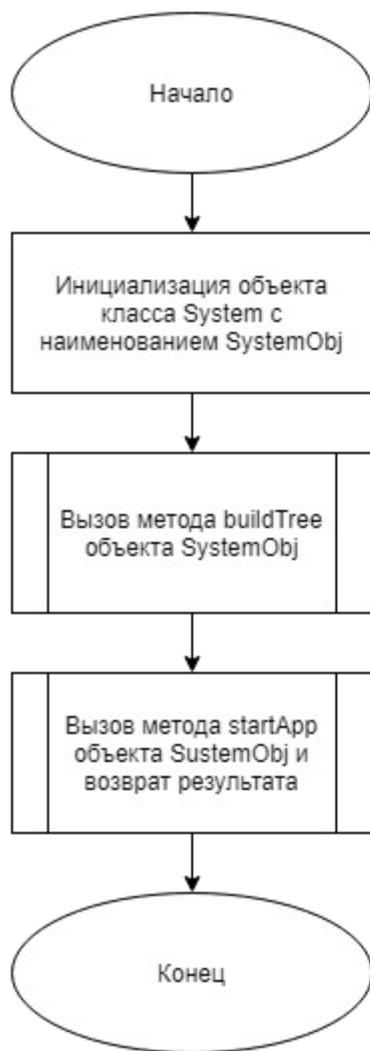 Начало
Инициализация объекта
класса System с
наименованием SystemObj
Вызов метода buildTree
объекта SystemObj
Вызов метода startApp
объекта SustemObj и
возврат результата
Конец